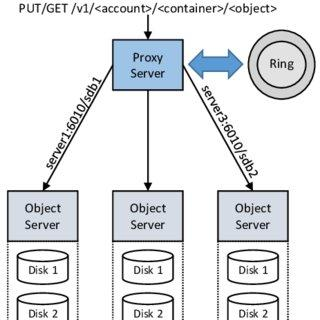 PUT/GET /v1/<account>/<container>/<object>
Proxy
Server
Ring
server1:6010/sdb1
server3:6010/sdb2
Object
Server
Object
Server
Object
Server
Disk 1
Disk 1
Disk 1
Disk 2
Disk 2
Disk 2